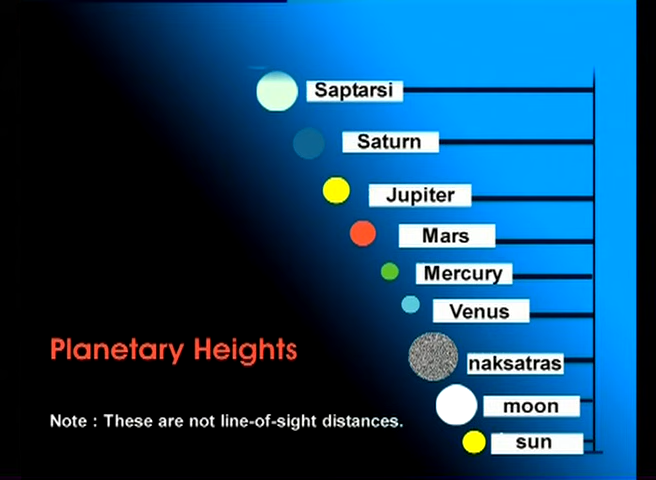 Saptarsi
Saturn
Jupiter
Mars
Mercury
Venus
Planetary Heights
naksatras
moon
Note : These are not line-of-sight distances.
sun